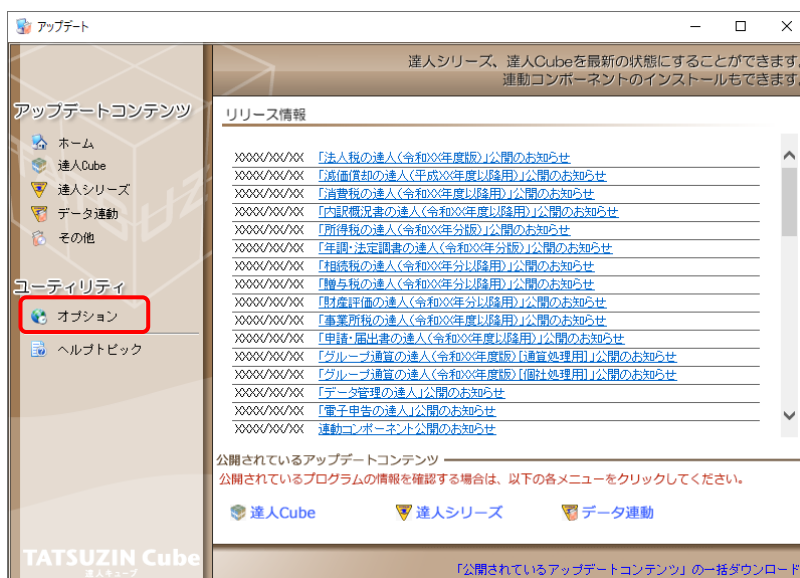 アップデート
達人シリーズ、達人Cubeを最新の状態にすることができます。
連動コンポーネントのインストールもできます。
アップデートコンテンツ
ホーム
達人Cube
達人シリーズ
データ連動
その他
ユーティリティ
オプション
ヘルプトピック
リリース情報
XXXX/XX/XX 「法人税の達人(令和XX年度版)」公開のお知らせ
XXXX/XX/XX 「減価償却の達人(平成XX年度以降用)」公開のお知らせ
XXXX/XX/XX 「消費税の達人(令和XX年度以降用)」公開のお知らせ
XXXX/XX/XX 「内訳概況書の達人(令和XX年度以降用)」公開のお知らせ
XXXX/XX/XX 「所得税の達人(令和XX年分版)」公開のお知らせ
XXXX/XX/XX 「年調・法定調書の達人(令和XX年分版)」公開のお知らせ
XXXX/XX/XX 「相続税の達人(令和XX年分以降用)」公開のお知らせ
XXXX/XX/XX 「贈与税の達人(令和XX年分以降用)」公開のお知らせ
XXXX/XX/XX 「財産評価の達人(令和XX年分以降用)」公開のお知らせ
XXXX/XX/XX 「事業所税の達人(令和XX年度以降用)」公開のお知らせ
XXXX/XX/XX 「申請・届出書の達人(令和XX年度以降用)」公開のお知らせ
XXXX/XX/XX 「グループ通算の達人(令和XX年度版)[通算処理用]」公開のお知らせ
XXXX/XX/XX 「グループ通算の達人(令和XX年度版)[個社処理用]」公開のお知らせ
XXXX/XX/XX 「データ管理の達人」公開のお知らせ
XXXX/XX/XX 「電子申告の達人」公開のお知らせ
XXXX/XX/XX 連動コンポーネント公開のお知らせ
公開されているアップデートコンテンツ
公開されているプログラムの情報を確認する場合は、以下の各メニューをクリックしてください。
達人Cube 達人シリーズ データ連動
TATSUZIN Cube
達人キューブ
「公開されているアップデートコンテンツ」の一括ダウンロード